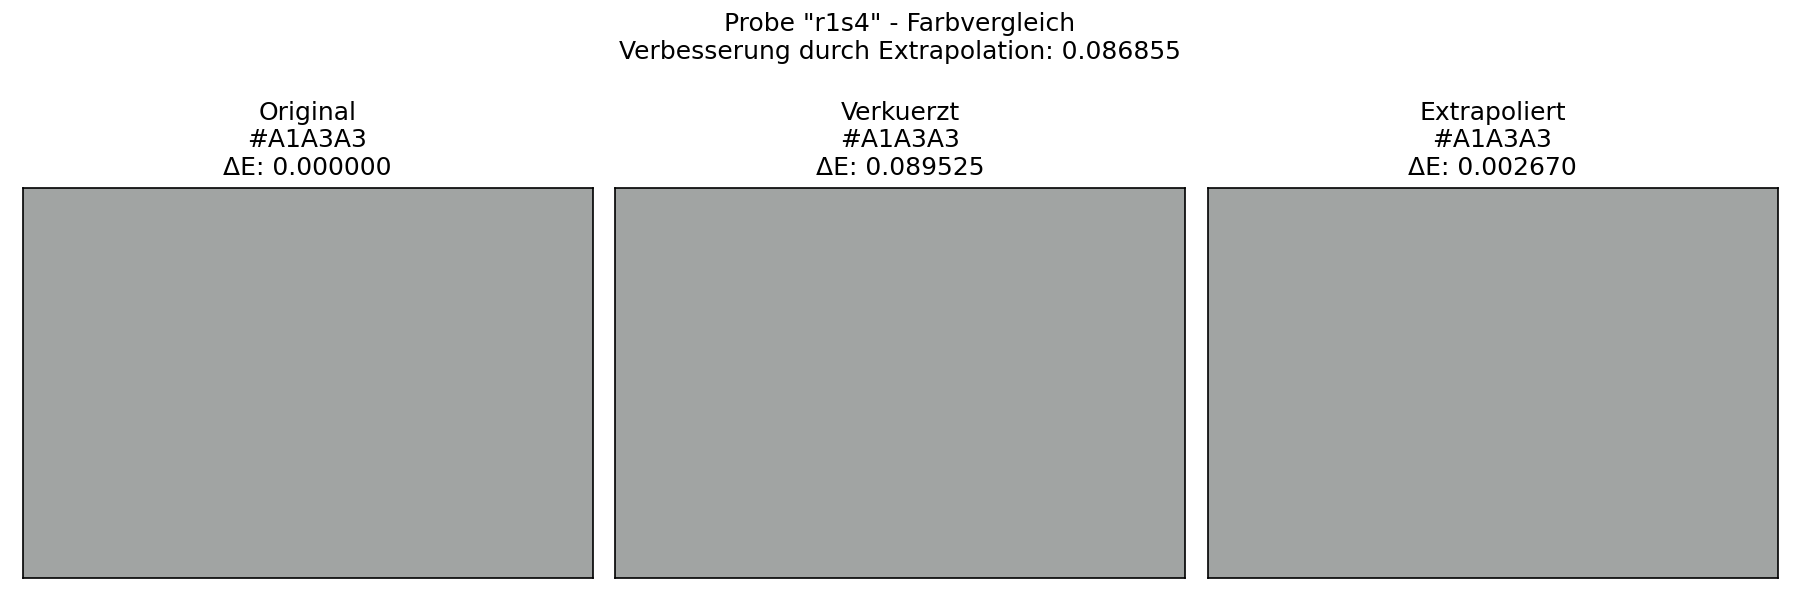 Probe "r1s4" - Farbvergleich
Verbesserung durch Extrapolation: 0.086855
Original
#A1A3A3
ΔE: 0.000000
Verkuerzt
#A1A3A3
ΔE: 0.089525
Extrapoliert
#A1A3A3
ΔE: 0.002670